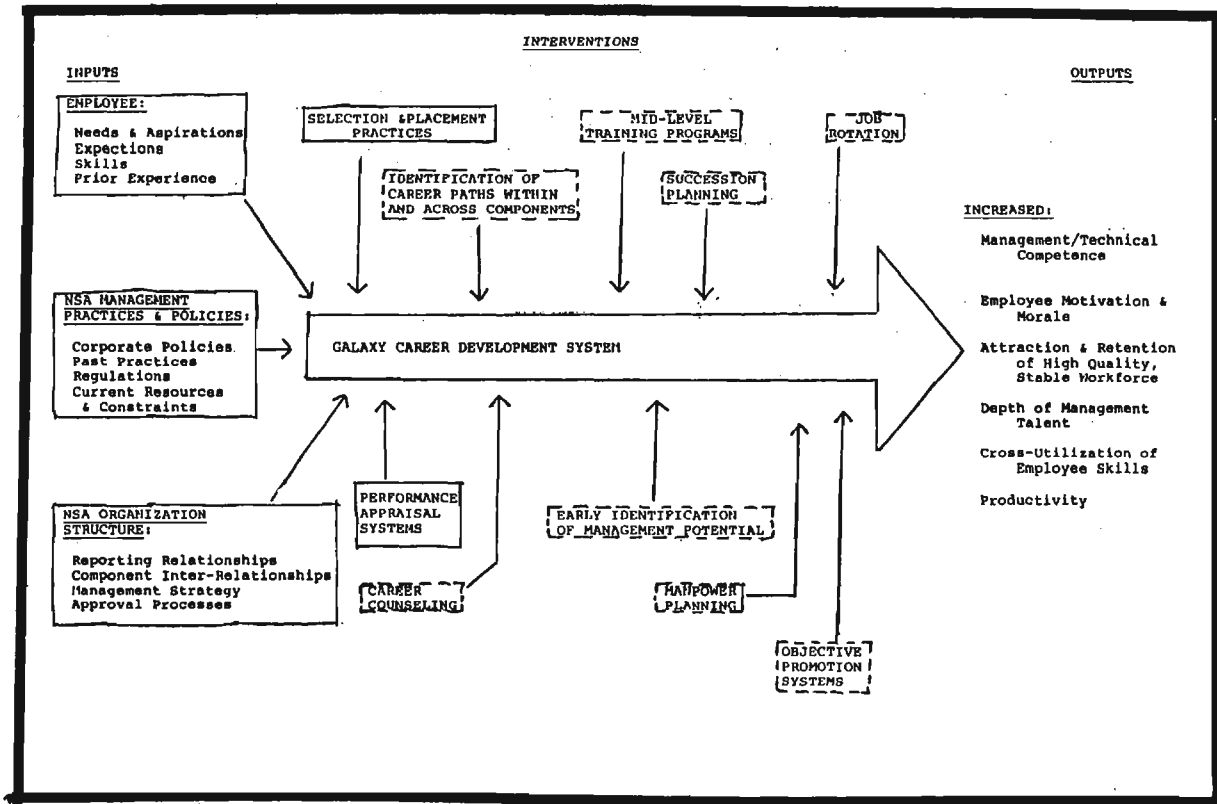 INTERVENTIONS
INPUTS
OUTPUTS
EMPLOYEE:
Needs & Aspirations
Expections
Skills
Prior Experience
SELECTION &PLACEMENT
PRACTICES
MID-LEVEL
TRAINING PROGRAMS
JOB
ROTATION
IDENTIFICATION OF
CAREER PATHS WITHIN
AND ACROSS COMPONENTS
SUCCESSION
PLANNING
NSA MANAGEMENT
PRACTICES & POLICIES:
Corporate Policies
Past Practices
Regulations
Current Resources
& Constraints
GALAXY CAREER DEVELOPMENT SYSTEM
INCREASED:
Management/Technical
Competence
Employee Motivation &
Morale
Attraction & Retention
of High Quality,
Stable Workforce
Depth of Management
Talent
Cross-Utilization of
Employee Skills
Productivity
NSA ORGANIZATION
STRUCTURE:
Reporting Relationships
Component Inter-Relationships
Management Strategy
Approval Processes
PERFORMANCE
APPRAISAL
SYSTEMS
CAREER
COUNSELING
EARLY IDENTIFICATION
OF MANAGEMENT POTENTIAL
MANPOWER
PLANNING
OBJECTIVE
PROMOTION
SYSTEMS